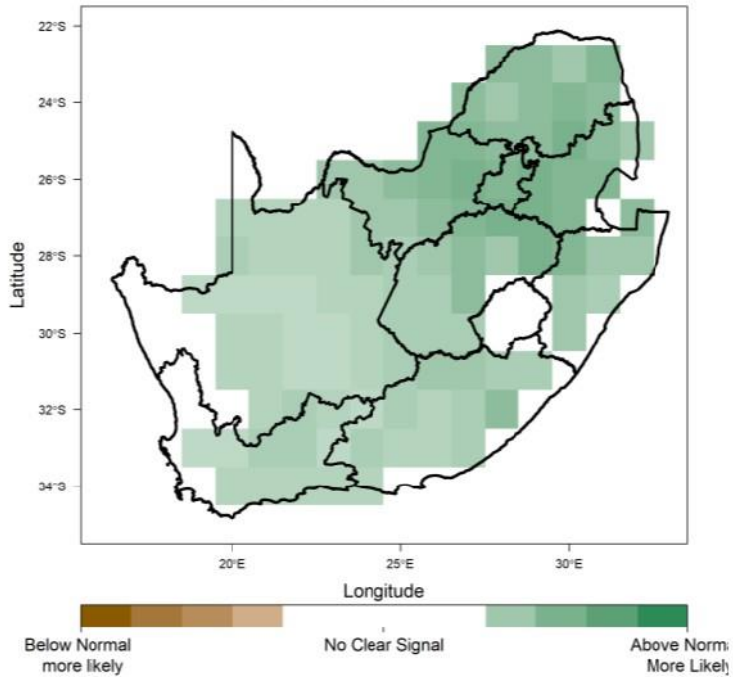 22°S
24°S
26°S
28°S
30°S
32°S
34°S
Latitude
20°E
25°E
30°E
Longitude
Below Normal
more likely
No Clear Signal
Above Norma
More Likely